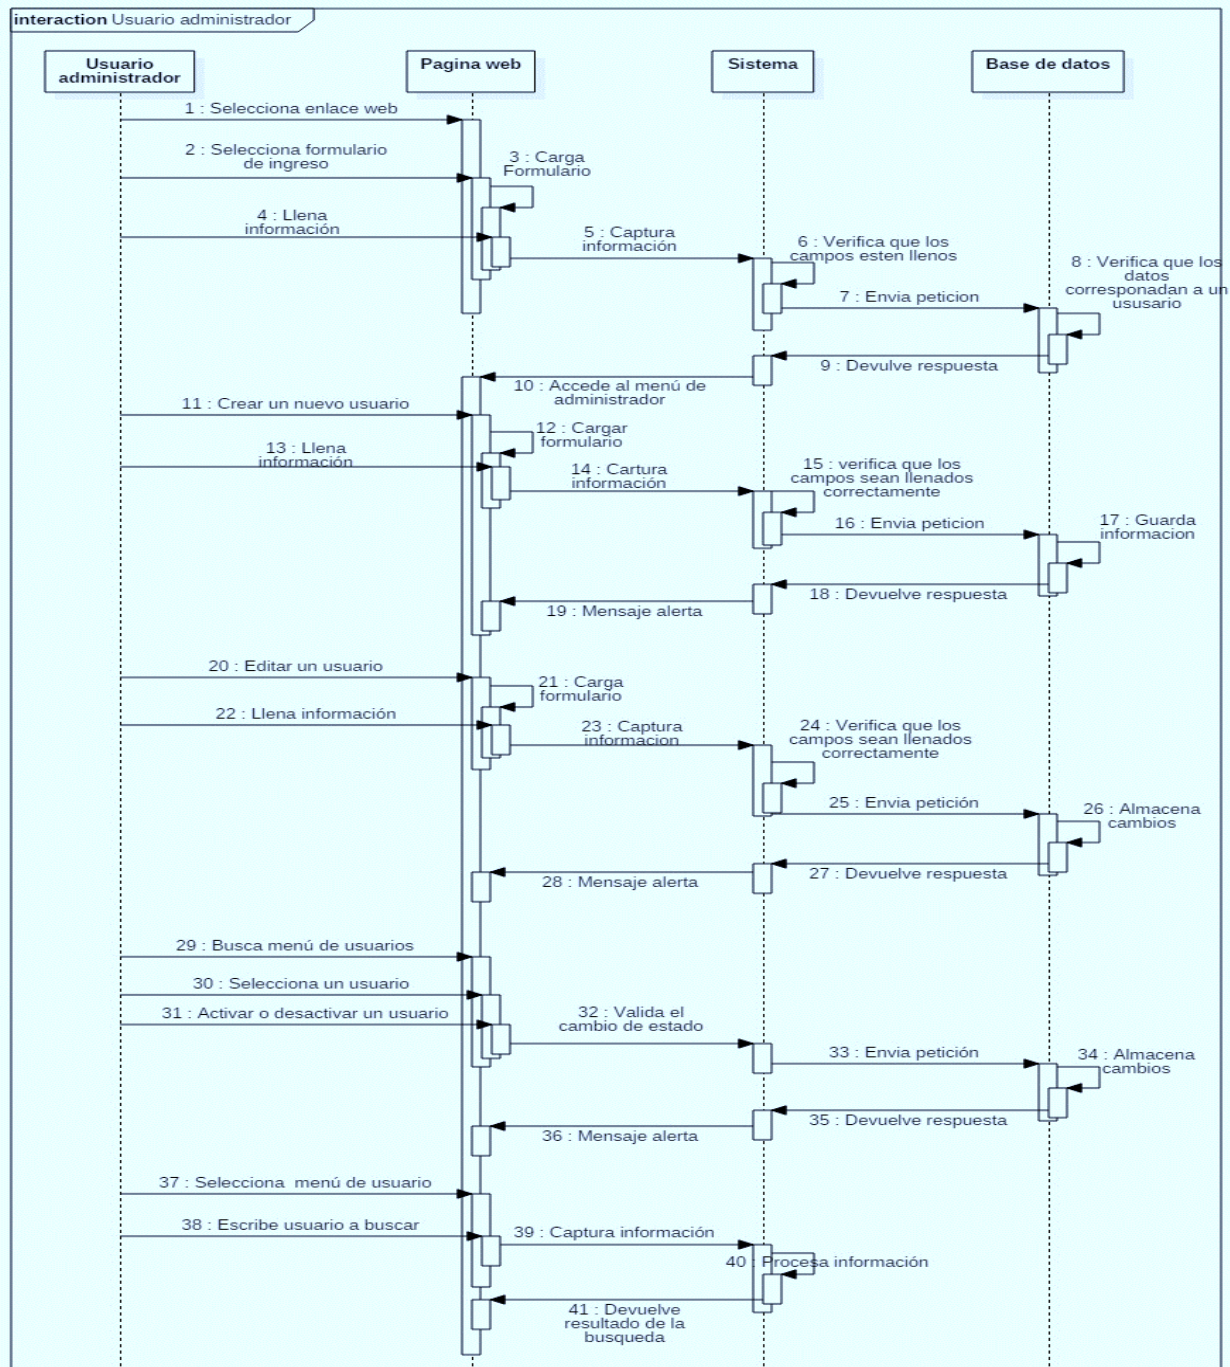 interaction Usuario administrador
Usuario
administrador
Pagina web
Sistema
Base de datos
1 : Selecciona enlace web
2 : Selecciona formulario
de ingreso
3 : Carga
Formulario
4 : Llena
información
5 : Captura
información
6 : Verifica que los
campos esten llenos
7 : Envia peticion
8 : Verifica que los
datos
corresponadan a un
ususario
9 : Devulve respuesta
10 : Accede al menú de
administrador
11 : Crear un nuevo usuario
12 : Cargar
formulario
13 : Llena
información
14 : Cartura
información
15 : verifica que los
campos sean llenados
correctamente
16 : Envia peticion
17 : Guarda
informacion
18 : Devuelve respuesta
19 : Mensaje alerta
20 : Editar un usuario
21 : Carga
formulario
22 : Llena información
23 : Captura
informacion
24 : Verifica que los
campos sean llenados
correctamente
25 : Envia petición
26 : Almacena
cambios
27 : Devuelve respuesta
28 : Mensaje alerta
29 : Busca menú de usuarios
30 : Selecciona un usuario
31 : Activar o desactivar un usuario
32 : Valida el
cambio de estado
33 : Envia petición
34 : Almacena
cambios
35 : Devuelve respuesta
36 : Mensaje alerta
37 : Selecciona menú de usuario
38 : Escribe usuario a buscar
39 : Captura información
40 : Procesa información
41 : Devuelve
resultado de la
busqueda